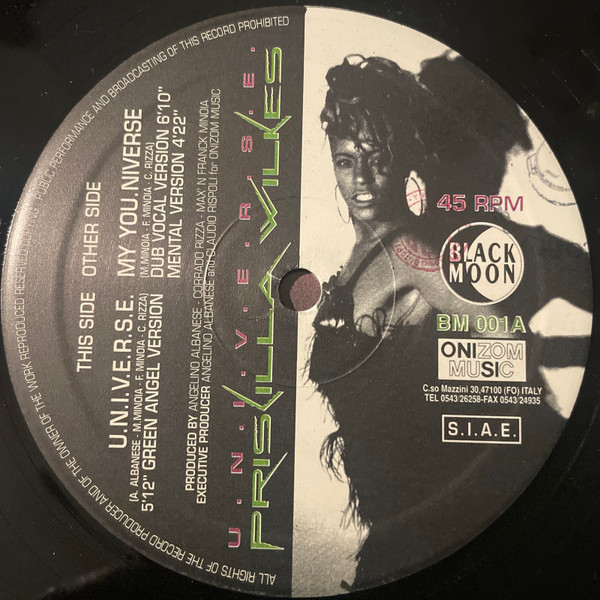 ALL RIGHTS OF THE RECORD PRODUCER AND OF THE OWNER OF THE WORK REPRODUCED RESERVED
PUBLIC PERFORMANCE AND BROADCASTING OF THIS RECORD PROHIBITED
THIS SIDE
U.N.I.V.E.R.S.E.
(A. ALBANESE - M.MINOIA - F. MINOIA - C. RIZZA)
5'12" GREEN ANGEL VERSION
OTHER SIDE
MY YOU.NIVERSE
(M MINOIA - F. MINOIA - C. RIZZA)
DUB VOCAL VERSION 6'10"
MENTAL VERSION 4'22"
PRODUCED BY ANGELINO ALBANESE - CORRADO RIZZA - MAX N FRANCK MINOIA
EXECUTIVE PRODUCER ANGELINO ALBANESE and CLAUDIO RISPOLI for ONIZOM MUSIC
U.N.I.V.E.R.S.E.
PRISKILLA WILKES
45 RPM
BLACK
MOON
BM 001A
ONIZOM
MUSIC
C.so Mazzini 30,47100 (FO) ITALY
TEL 0543/26258-FAX 0543/24935
S.I.A.E.